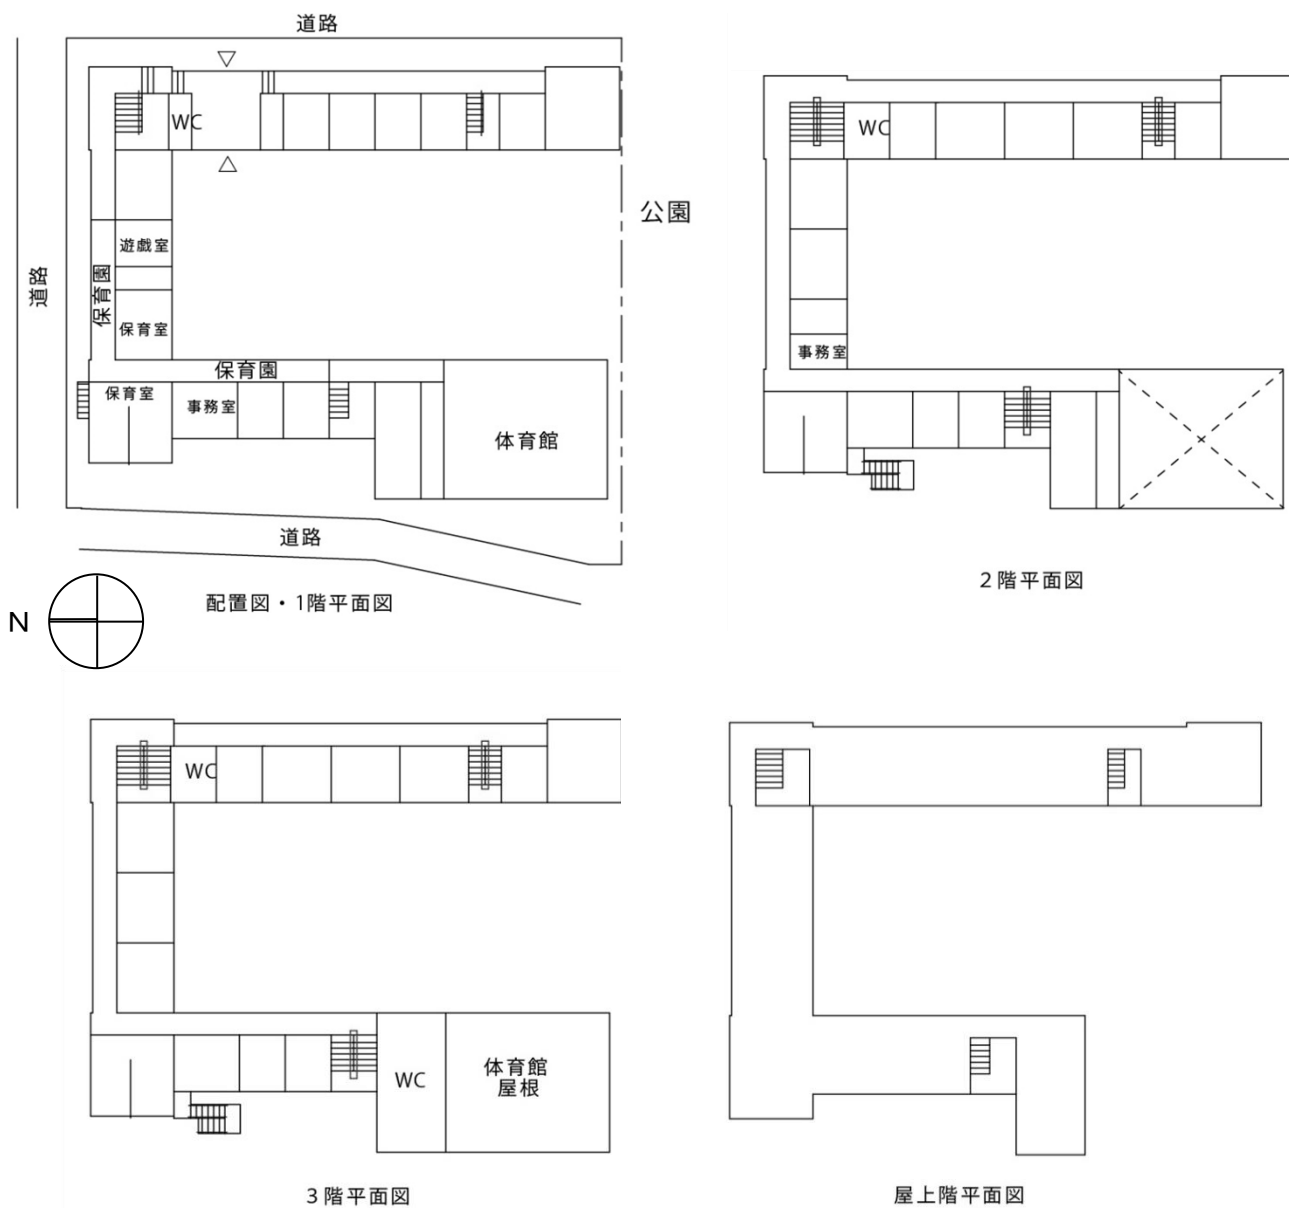 道路
WC
公園
遊戯室
道路
保育園
保育室
保育園
保育室
事務室
体育館
道路
配置図・1階平面図
N
WC
事務室
2階平面図
WC
WC
体育館
屋根
3階平面図
屋上階平面図